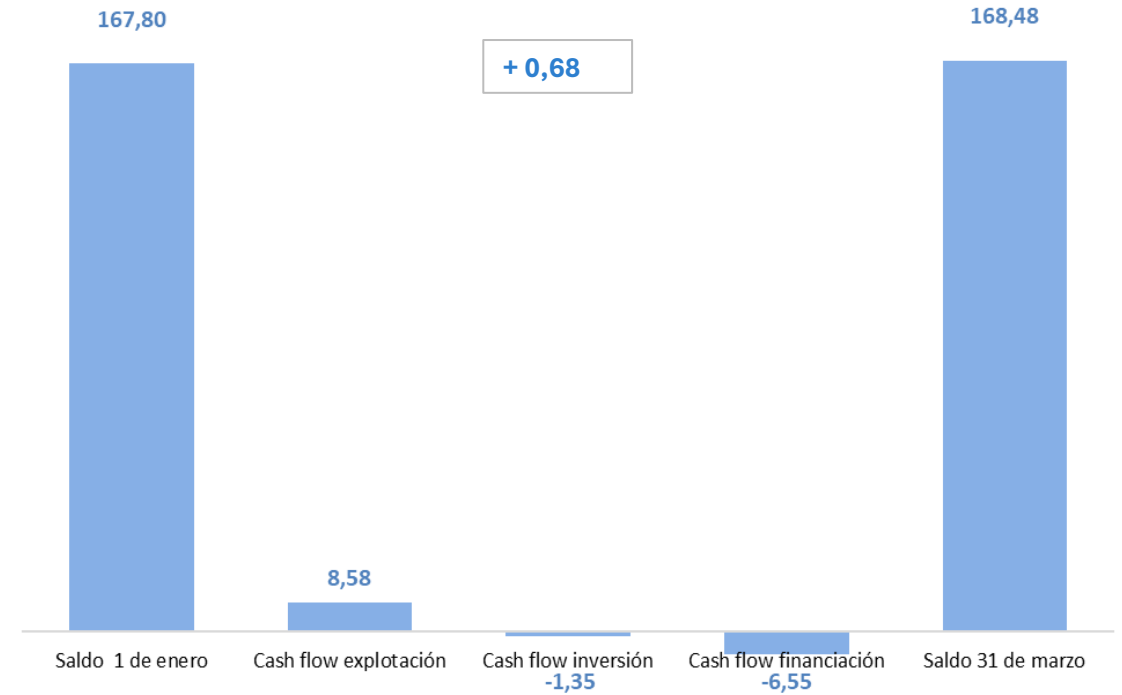 167,80
168,48
+ 0,68
8,58
Saldo 1 de enero
Cash flow explotación
Cash flow inversión
Cash flow financiación
Saldo 31 de marzo
-1,35
-6,55